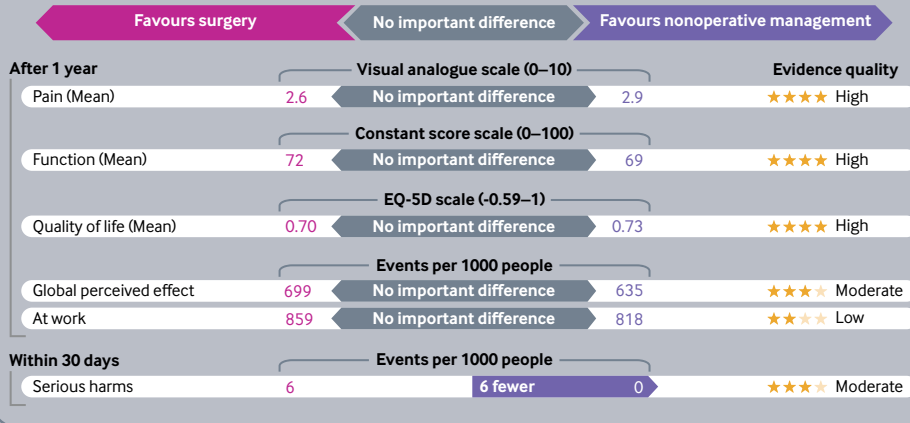 Favours surgery No important difference Favours nonoperative management
After 1 year Visual analogue scale (0–10) Evidence quality
Pain (Mean) 2.6 No important difference 2.9 High
Constant score scale (0–100)
Function (Mean) 72 No important difference 69 High
EQ-5D scale (-0.59–1)
Quality of life (Mean) 0.70 No important difference 0.73 High
Events per 1000 people
Global perceived effect 699 No important difference 635 Moderate
At work 859 No important difference 818 Low
Within 30 days Events per 1000 people
Serious harms 6 6 fewer 0 Moderate